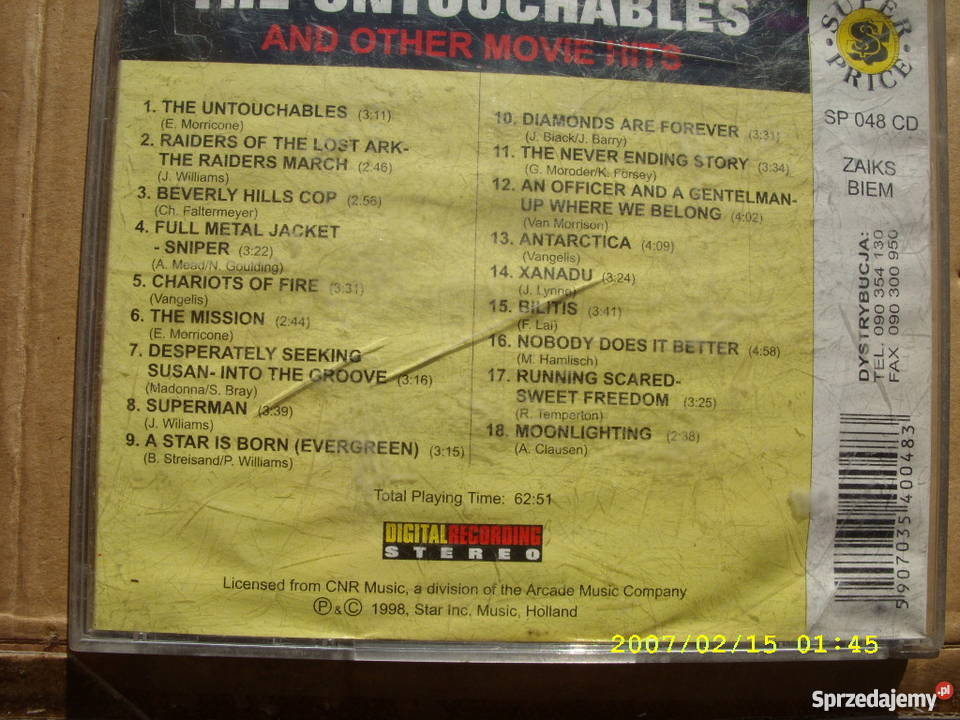 THE UNTOUCHABLES
AND OTHER MOVIE HITS
1. THE UNTOUCHABLES (3:11)
(E. Morricone)
2. RAIDERS OF THE LOST ARK-
THE RAIDERS MARCH (2:46)
(J. Williams)
3. BEVERLY HILLS COP (2:56)
(Ch. Faltermeyer)
4. FULL METAL JACKET
- SNIPER (3:22)
(A. Mead/N. Goulding)
5. CHARIOTS OF FIRE (3:31)
(Vangelis)
6. THE MISSION (2:44)
(E. Morricone)
7. DESPERATELY SEEKING
SUSAN- INTO THE GROOVE (3:16)
(Madonna/S. Bray)
8. SUPERMAN (3:39)
(J. Wiliams)
9. A STAR IS BORN (EVERGREEN) (3:15)
(B. Streisand/P. Williams)
10. DIAMONDS ARE FOREVER (3:31)
(J. Black/J. Barry)
11. THE NEVER ENDING STORY (3:34)
(G. Moroder/K. Forsey)
12. AN OFFICER AND A GENTELMAN-
UP WHERE WE BELONG (4:02)
(Van Morrison)
13. ANTARCTICA (4:09)
(Vangelis)
14. XANADU (3:24)
(J. Lynne)
15. BILITIS (3:41)
(F. Lai)
16. NOBODY DOES IT BETTER (4:58)
(M. Hamlisch)
17. RUNNING SCARED-
SWEET FREEDOM (3:25)
(R. Temperton)
18. MOONLIGHTING (2:38)
(A. Clausen)
Total Playing Time: 62:51
DIGITAL RECORDING
STEREO
Licensed from CNR Music, a division of the Arcade Music Company
Ⓟ & © 1998, Star Inc. Music, Holland
SUPER
PRICE
SP 048 CD
ZAIKS
BIEM
DYSTRYBUCJA:
TEL. 090 354 130
FAX 090 300 950
5907035400483
2007/02/15 01:45
Sprzedajemy.pl